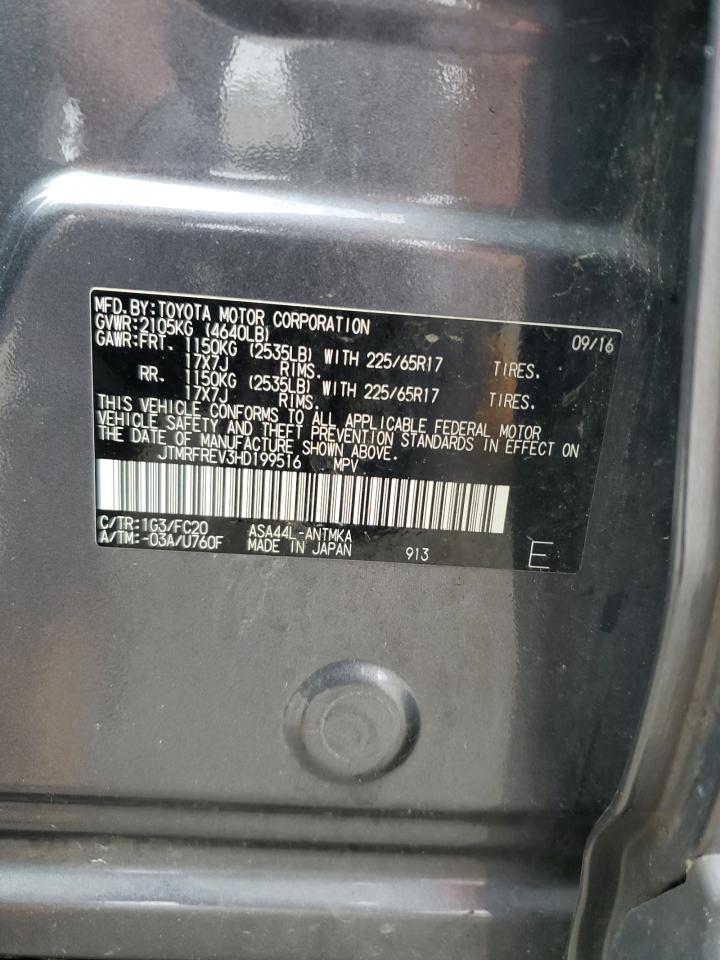 MFD.BY:TOYOTA MOTOR CORPORATION 09/16
GVWR:2105KG (4640LB)
GAWR:FRT. 1150KG (2535LB) WITH 225/65R17 TIRES.
17X7J RIMS.
RR. 1150KG (2535LB) WITH 225/65R17 TIRES.
17X7J RIMS.
THIS VEHICLE CONFORMS TO ALL APPLICABLE FEDERAL MOTOR
VEHICLE SAFETY AND THEFT PREVENTION STANDARDS IN EFFECT ON
THE DATE OF MANUFACTURE SHOWN ABOVE.
JTMRFREV3HD199516 MPV
C/TR:1G3/FC20 ASA44L-ANTMKA
A/TM:-03A/U760F MADE IN JAPAN 913 E